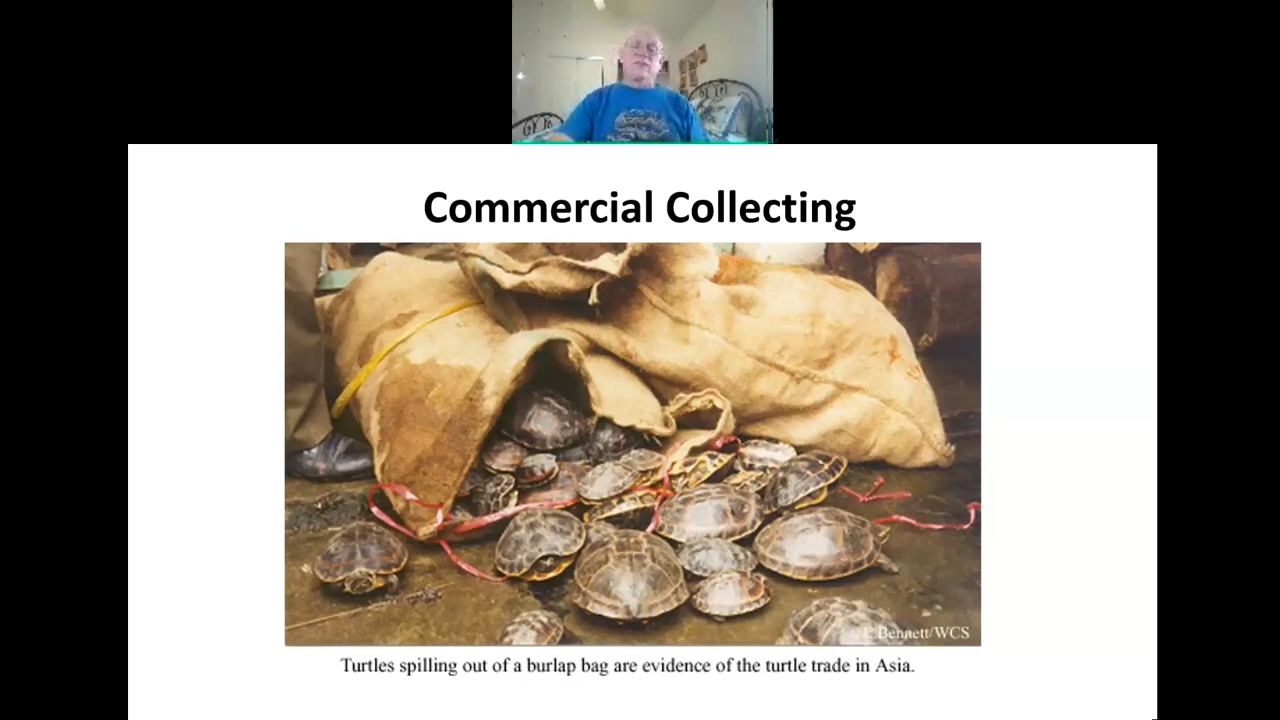 Commercial Collecting
E.Bennett/WCS
Turtles spilling out of a burlap bag are evidence of the turtle trade in Asia.